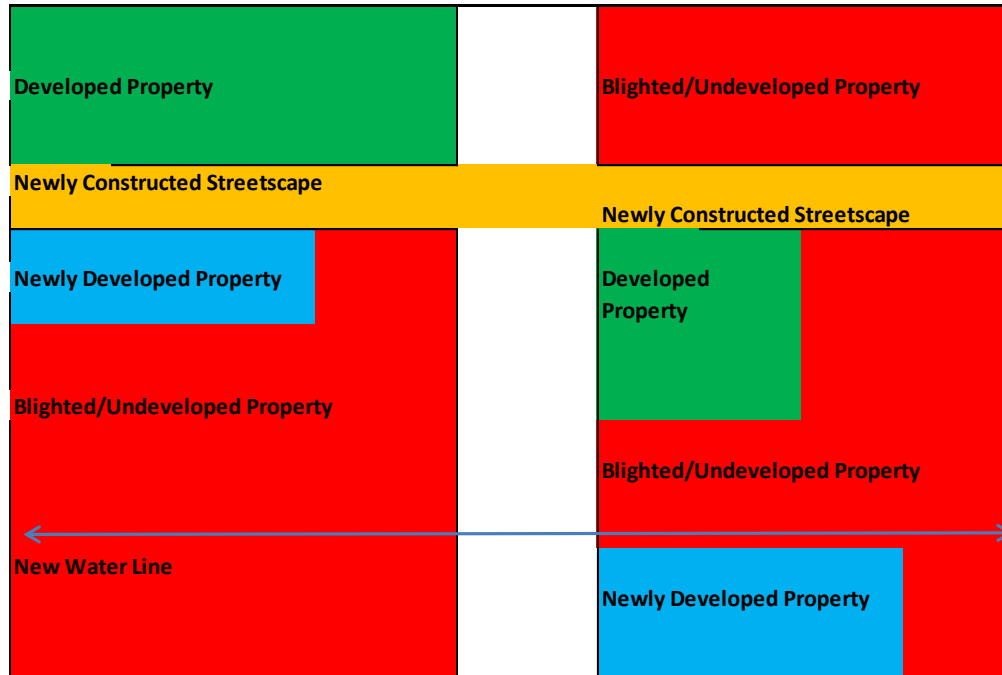 Developed Property
Blighted/Undeveloped Property
Newly Constructed Streetscape
Newly Constructed Streetscape
Newly Developed Property
Developed
Property
Blighted/Undeveloped Property
Blighted/Undeveloped Property
New Water Line
Newly Developed Property